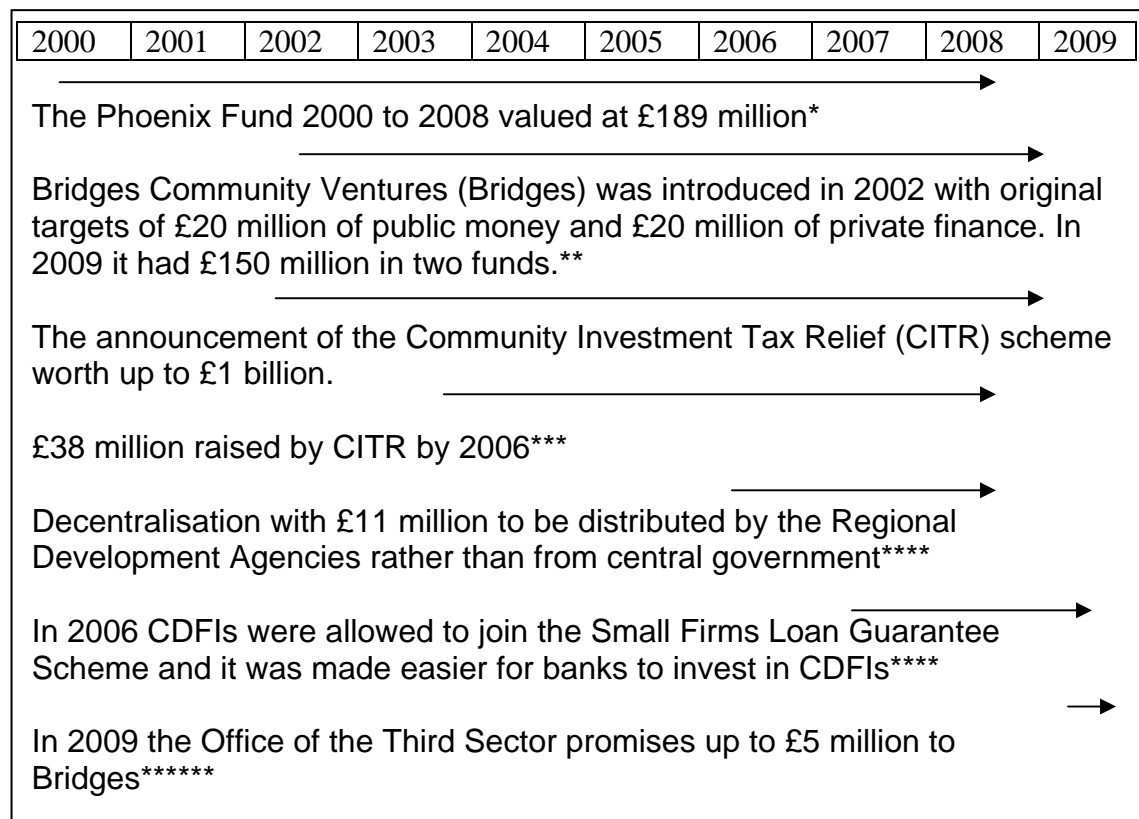 2000 2001 2002 2003 2004 2005 2006 2007 2008 2009
The Phoenix Fund 2000 to 2008 valued at £189 million*
Bridges Community Ventures (Bridges) was introduced in 2002 with original
targets of £20 million of public money and £20 million of private finance. In
2009 it had £150 million in two funds.**
The announcement of the Community Investment Tax Relief (CITR) scheme
worth up to £1 billion.
£38 million raised by CITR by 2006***
Decentralisation with £11 million to be distributed by the Regional
Development Agencies rather than from central government****
In 2006 CDFIs were allowed to join the Small Firms Loan Guarantee
Scheme and it was made easier for banks to invest in CDFIs****
In 2009 the Office of the Third Sector promises up to £5 million to
Bridges******